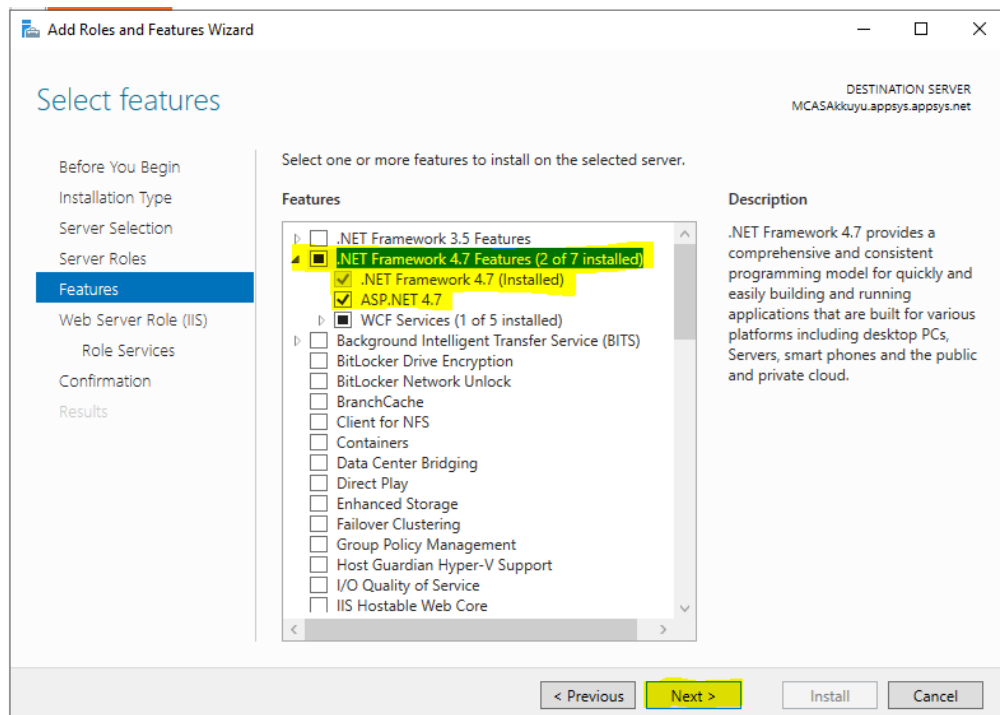 Add Roles and Features Wizard
Select features
DESTINATION SERVER
MCASAkkuyu.appsys.appsys.net
Before You Begin
Installation Type
Server Selection
Server Roles
Features
Web Server Role (IIS)
Role Services
Confirmation
Results
Select one or more features to install on the selected server.
Features
.NET Framework 3.5 Features
.NET Framework 4.7 Features (2 of 7 installed)
.NET Framework 4.7 (Installed)
ASP.NET 4.7
WCF Services (1 of 5 installed)
Background Intelligent Transfer Service (BITS)
BitLocker Drive Encryption
BitLocker Network Unlock
BranchCache
Client for NFS
Containers
Data Center Bridging
Direct Play
Enhanced Storage
Failover Clustering
Group Policy Management
Host Guardian Hyper-V Support
I/O Quality of Service
IIS Hostable Web Core
Description
.NET Framework 4.7 provides a
comprehensive and consistent
programming model for quickly and
easily building and running
applications that are built for various
platforms including desktop PCs,
Servers, smart phones and the public
and private cloud.
< Previous
Next >
Install
Cancel